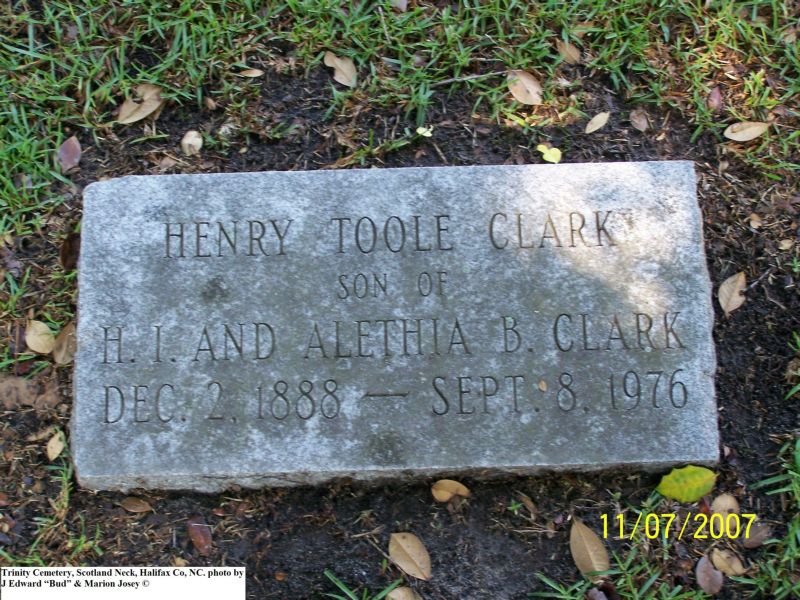 HENRY TOOLE CLARK
SON OF
H. I. AND ALETHIA B. CLARK
DEC. 2, 1888 — SEPT. 8, 1976
11/07/2007
Trinity Cemetery, Scotland Neck, Halifax Co, NC. photo by
J Edward “Bud” & Marion Josey ©